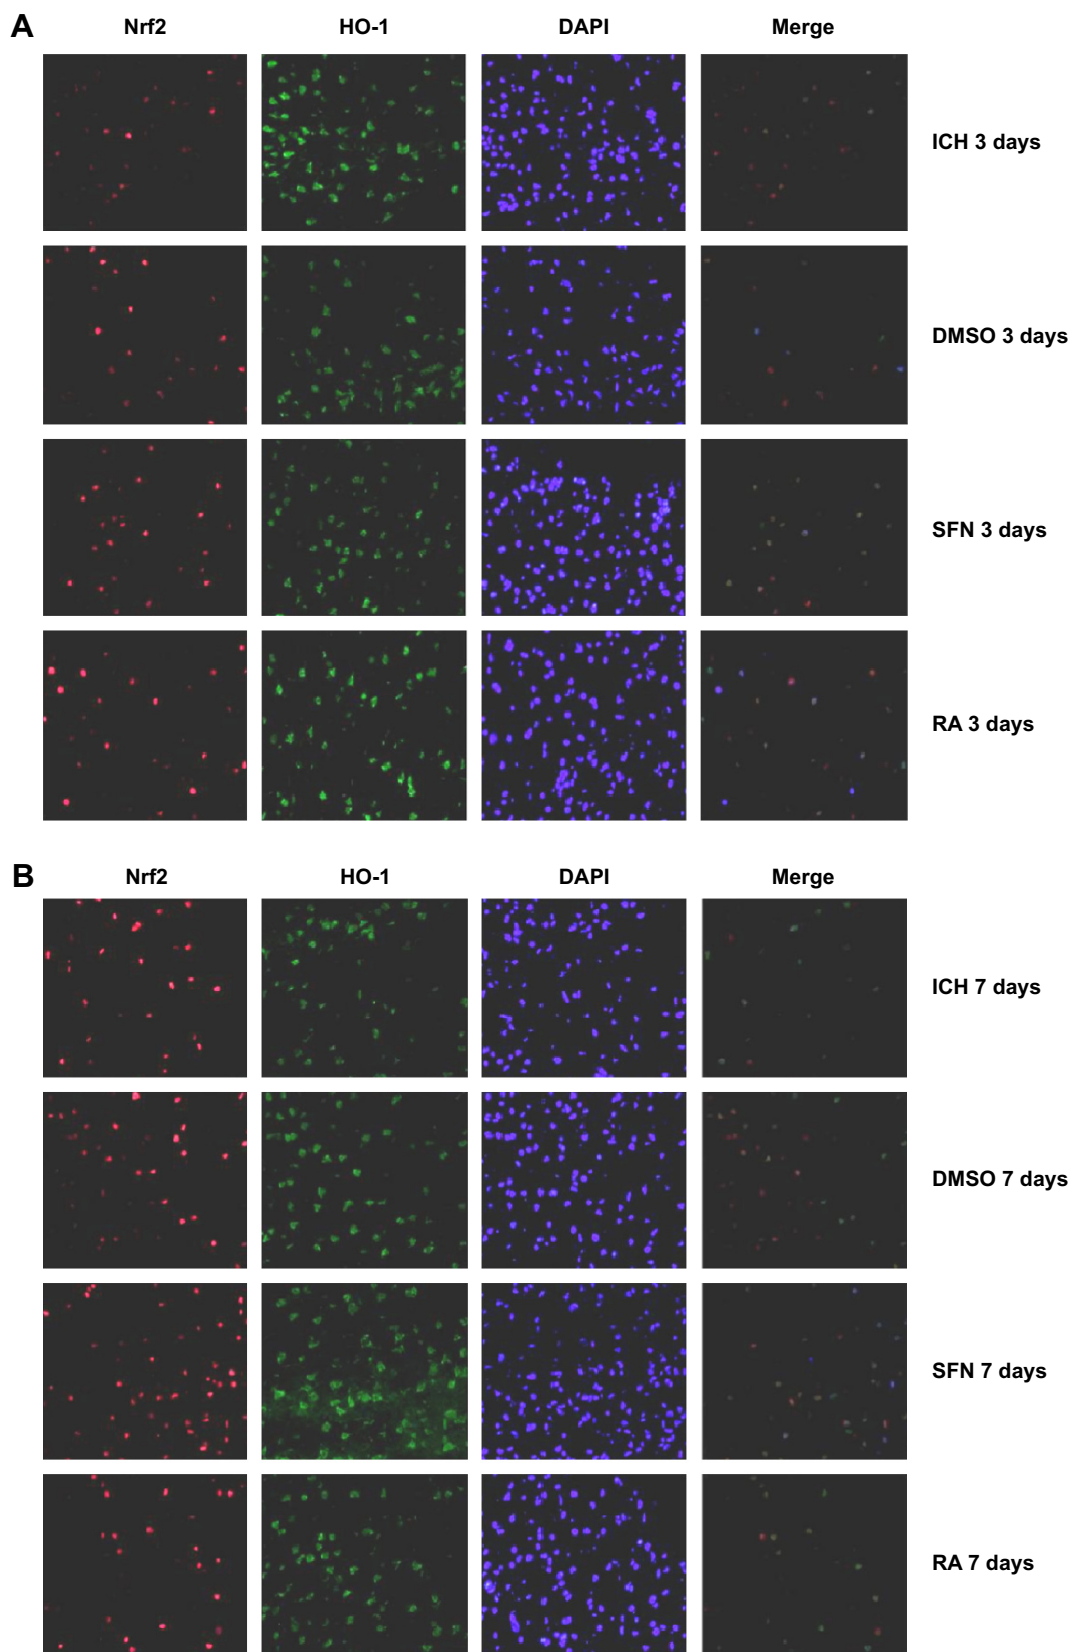 A
Nrf2 HO-1 DAPI Merge
ICH 3 days
DMSO 3 days
SFN 3 days
RA 3 days
B
Nrf2 HO-1 DAPI Merge
ICH 7 days
DMSO 7 days
SFN 7 days
RA 7 days